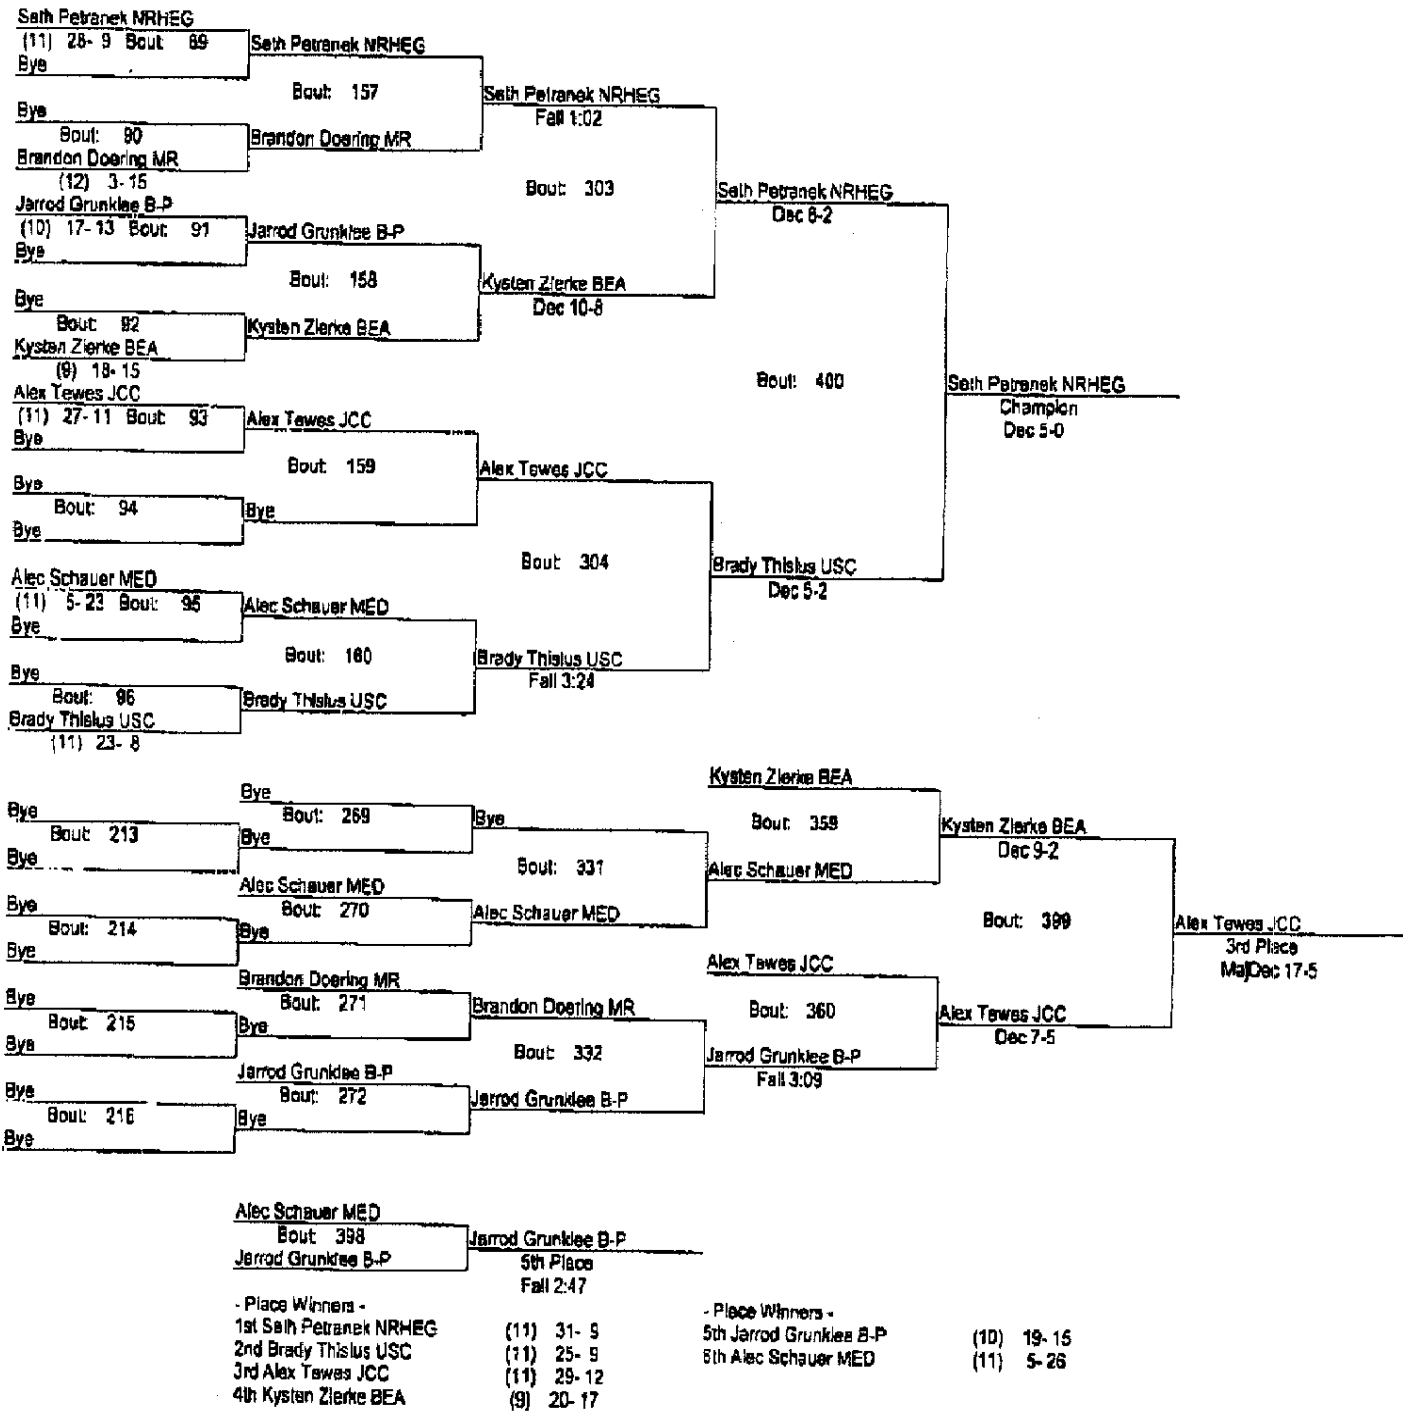 Seth Petranek NRHEG
(11) 28- 9 Bout: 89
Bye
Seth Petranek NRHEG
Bout: 157
Bye
Bout: 90
Brandon Doering MR
(12) 3-15
Brandon Doering MR
Seth Petranek NRHEG
Fall 1:02
Bout: 303
Jarrod Grunklee B-P
(10) 17-13 Bout: 91
Bye
Jarrod Grunklee B-P
Bout: 158
Bye
Bout: 92
Kysten Zierke BEA
(9) 18-15
Kysten Zierke BEA
Kysten Zierke BEA
Dec 10-8
Seth Petranek NRHEG
Dec 6-2
Bout: 400
Alex Tewes JCC
(11) 27-11 Bout: 93
Bye
Alex Tewes JCC
Bout: 159
Bye
Bout: 94
Bye
Bye
Alex Tewes JCC
Bout: 304
Alec Schauer MED
(11) 5-23 Bout: 95
Bye
Alec Schauer MED
Bout: 160
Bye
Bout: 96
Brady Thisius USC
(11) 23- 8
Brady Thisius USC
Brady Thisius USC
Fall 3:24
Brady Thisius USC
Dec 5-2
Seth Petranek NRHEG
Champion
Dec 5-0
Bye
Bout: 213
Bye
Bye
Bout: 269
Bye
Bye
Bout: 331
Bye
Bout: 214
Bye
Alec Schauer MED
Bout: 270
Bye
Alec Schauer MED
Kysten Zierke BEA
Bout: 359
Alec Schauer MED
Kysten Zierke BEA
Dec 9-2
Bout: 399
Bye
Bout: 215
Bye
Brandon Doering MR
Bout: 271
Bye
Brandon Doering MR
Bout: 332
Bye
Bout: 216
Bye
Jarrod Grunklee B-P
Bout: 272
Bye
Jarrod Grunklee B-P
Alex Tewes JCC
Bout: 360
Jarrod Grunklee B-P
Fall 3:09
Alex Tewes JCC
Dec 7-5
Alex Tewes JCC
3rd Place
MajDec 17-5
Alec Schauer MED
Bout: 398
Jarrod Grunklee B-P
Jarrod Grunklee B-P
5th Place
Fall 2:47
- Place Winners -
1st Seth Petranek NRHEG (11) 31- 9
2nd Brady Thisius USC (11) 25- 9
3rd Alex Tewes JCC (11) 29-12
4th Kysten Zierke BEA (9) 20-17
- Place Winners -
5th Jarrod Grunklee B-P (10) 19-15
6th Alec Schauer MED (11) 5-26